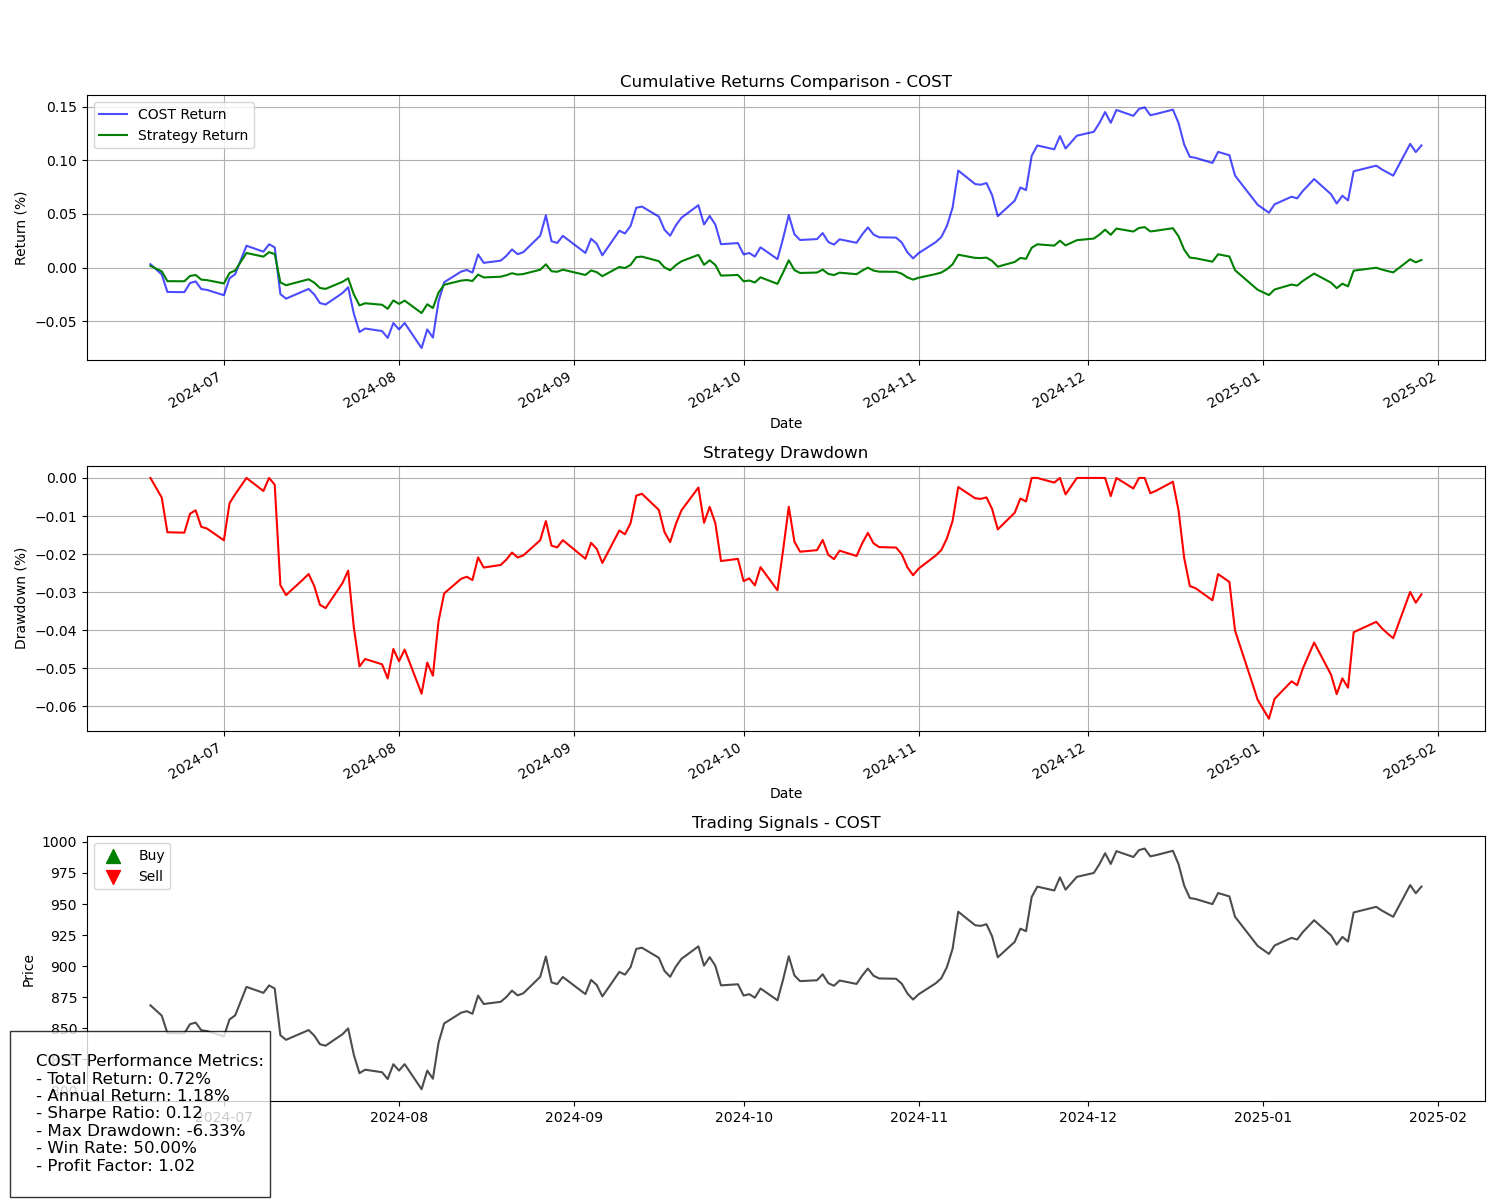 Cumulative Returns Comparison - COST
COST Return
Strategy Return
Return (%)
0.15
0.10
0.05
0.00
−0.05
2024-07
2024-08
2024-09
2024-10
2024-11
2024-12
2025-01
2025-02
Date
Strategy Drawdown
Drawdown (%)
0.00
−0.01
−0.02
−0.03
−0.04
−0.05
−0.06
2024-07
2024-08
2024-09
2024-10
2024-11
2024-12
2025-01
2025-02
Date
Trading Signals - COST
Buy
Sell
Price
1000
975
950
925
900
875
850
2024-07
2024-08
2024-09
2024-10
2024-11
2024-12
2025-01
2025-02
COST Performance Metrics:
- Total Return: 0.72%
- Annual Return: 1.18%
- Sharpe Ratio: 0.12
- Max Drawdown: -6.33%
- Win Rate: 50.00%
- Profit Factor: 1.02